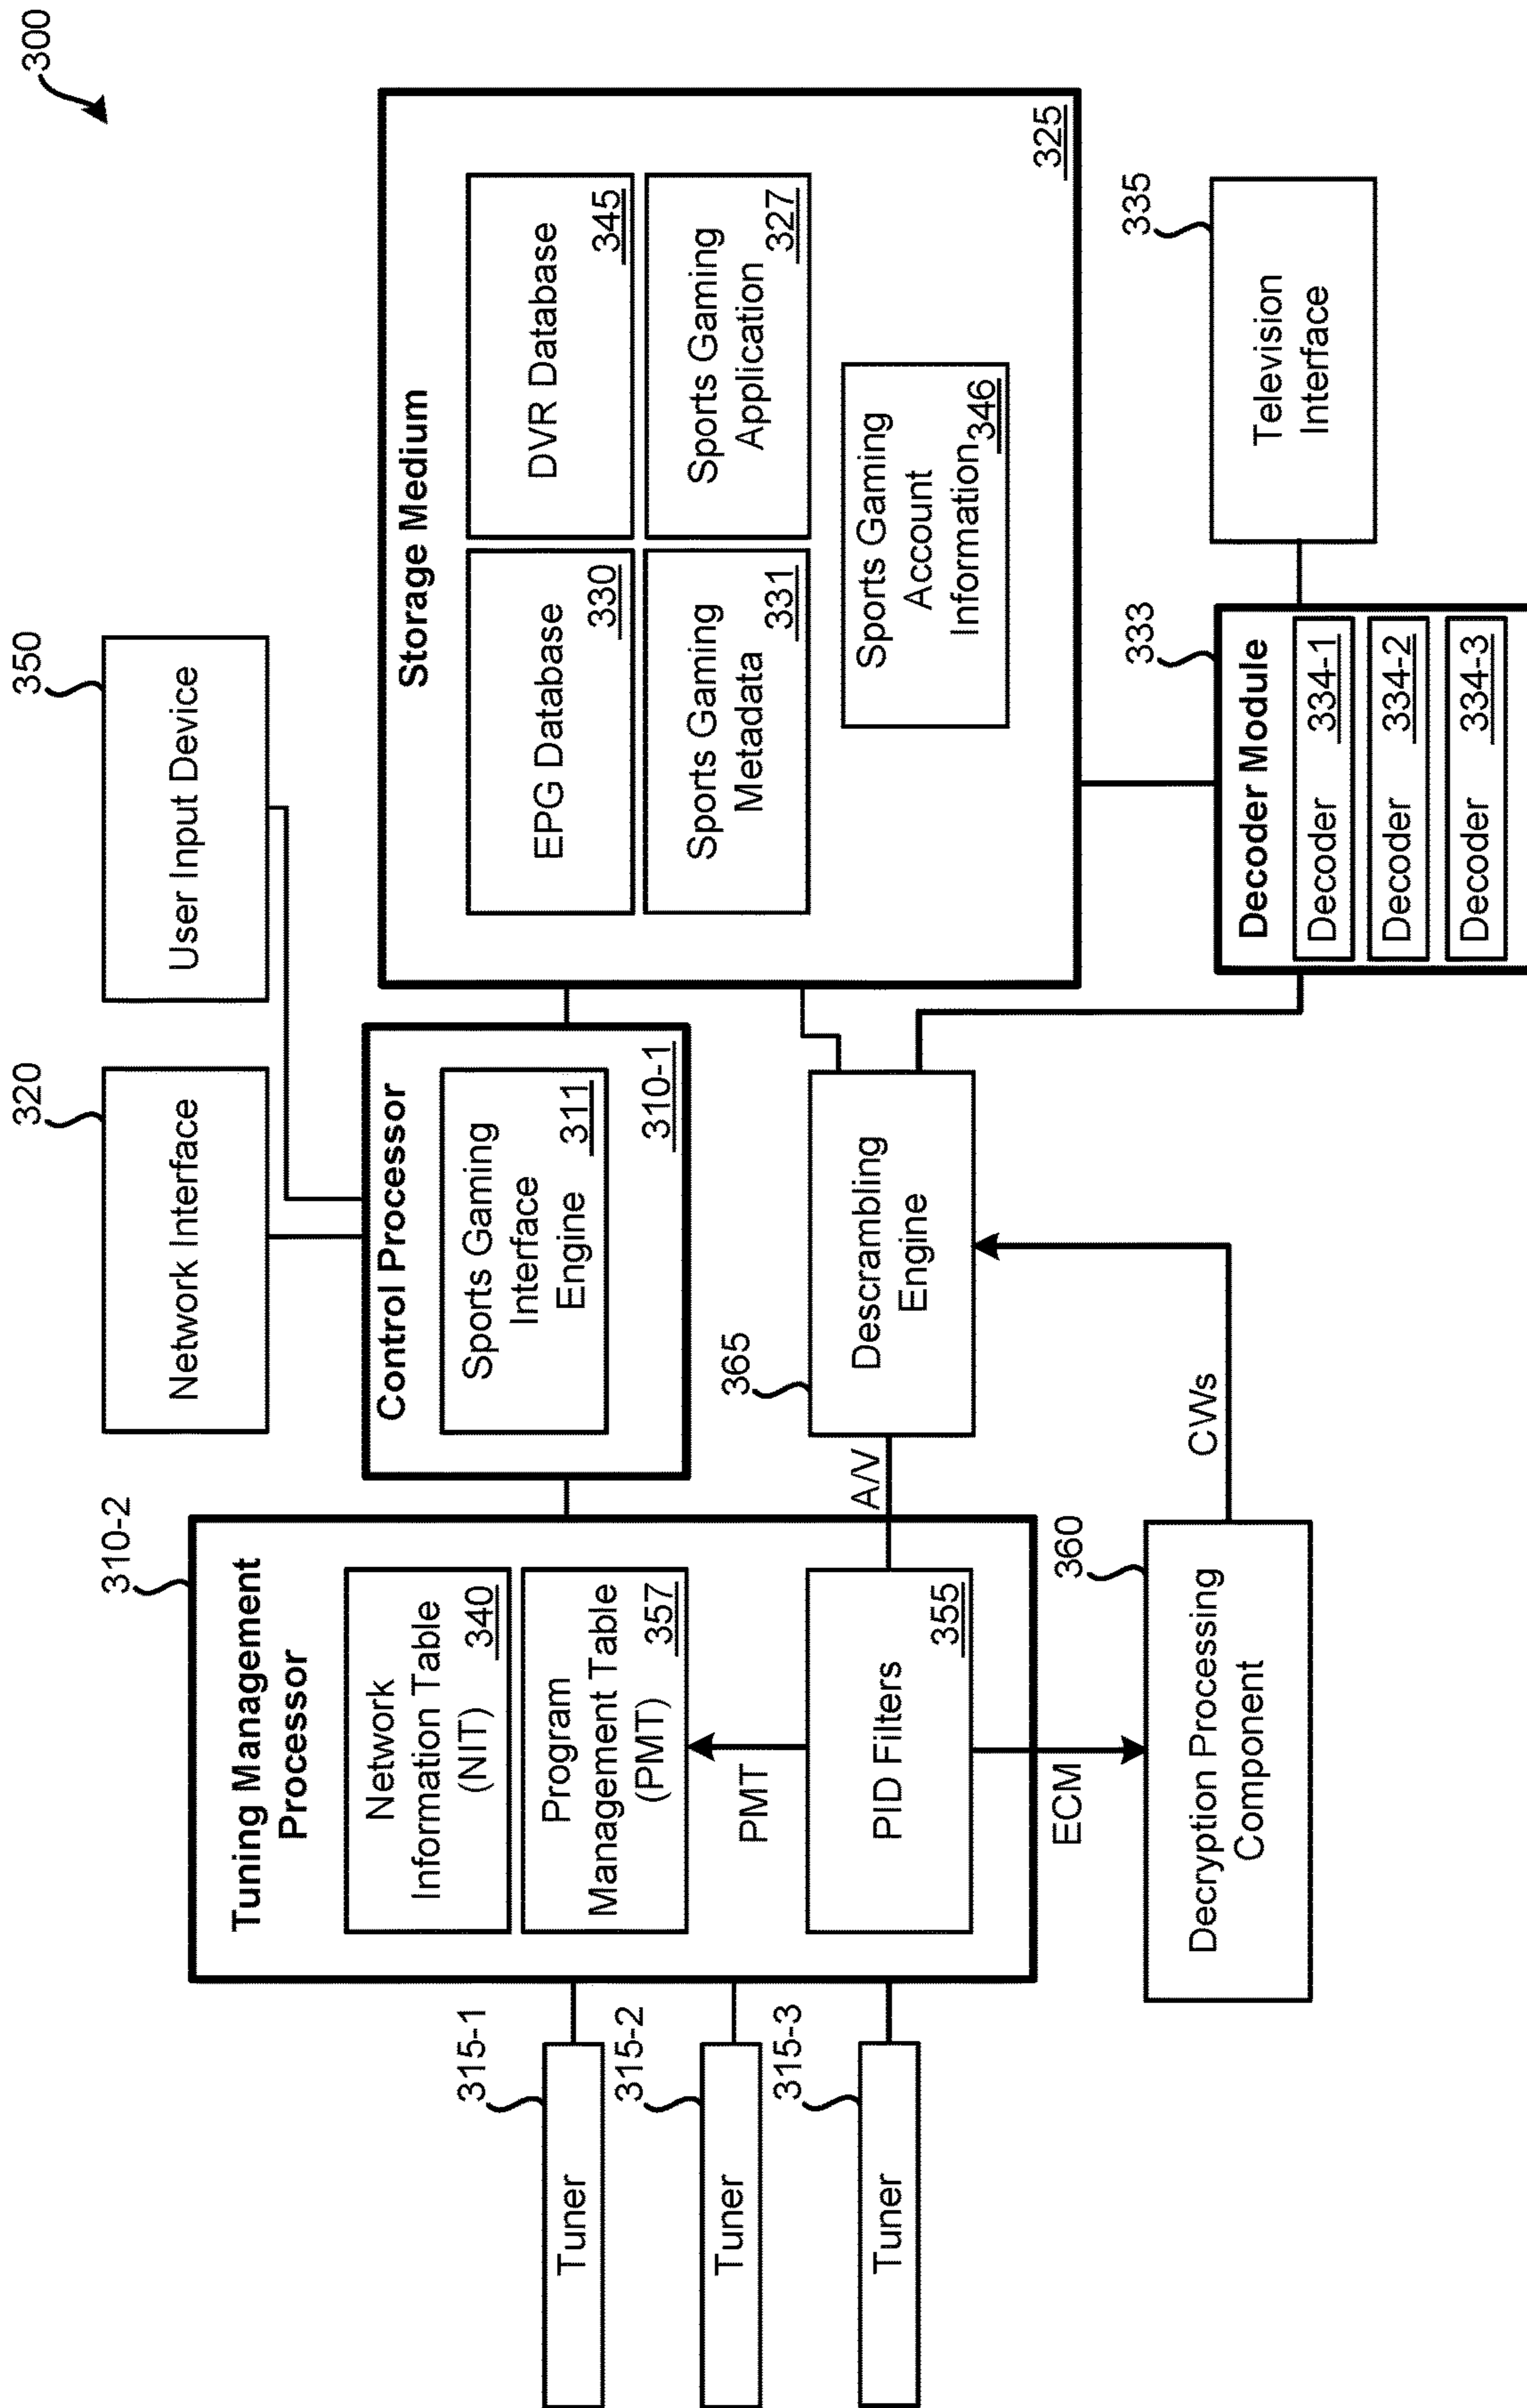 300
310-2
Tuning Management
Processor
Network
Information Table
(NIT)
340
Program
Management Table
(PMT)
357
PMT
PID Filters
355
ECM
315-1
Tuner
315-2
Tuner
315-3
Tuner
320
Network Interface
350
User Input Device
Control Processor
Sports Gaming
Interface
Engine
311
310-1
A/V
365
Descrambling
Engine
CWs
360
Decryption Processing
Component
Storage Medium
EPG Database
330
DVR Database
345
Sports Gaming
Metadata
331
Sports Gaming
Application
327
Sports Gaming
Account
Information
346
325
333
Decoder Module
Decoder 334-1
Decoder 334-2
Decoder 334-3
335
Television
Interface